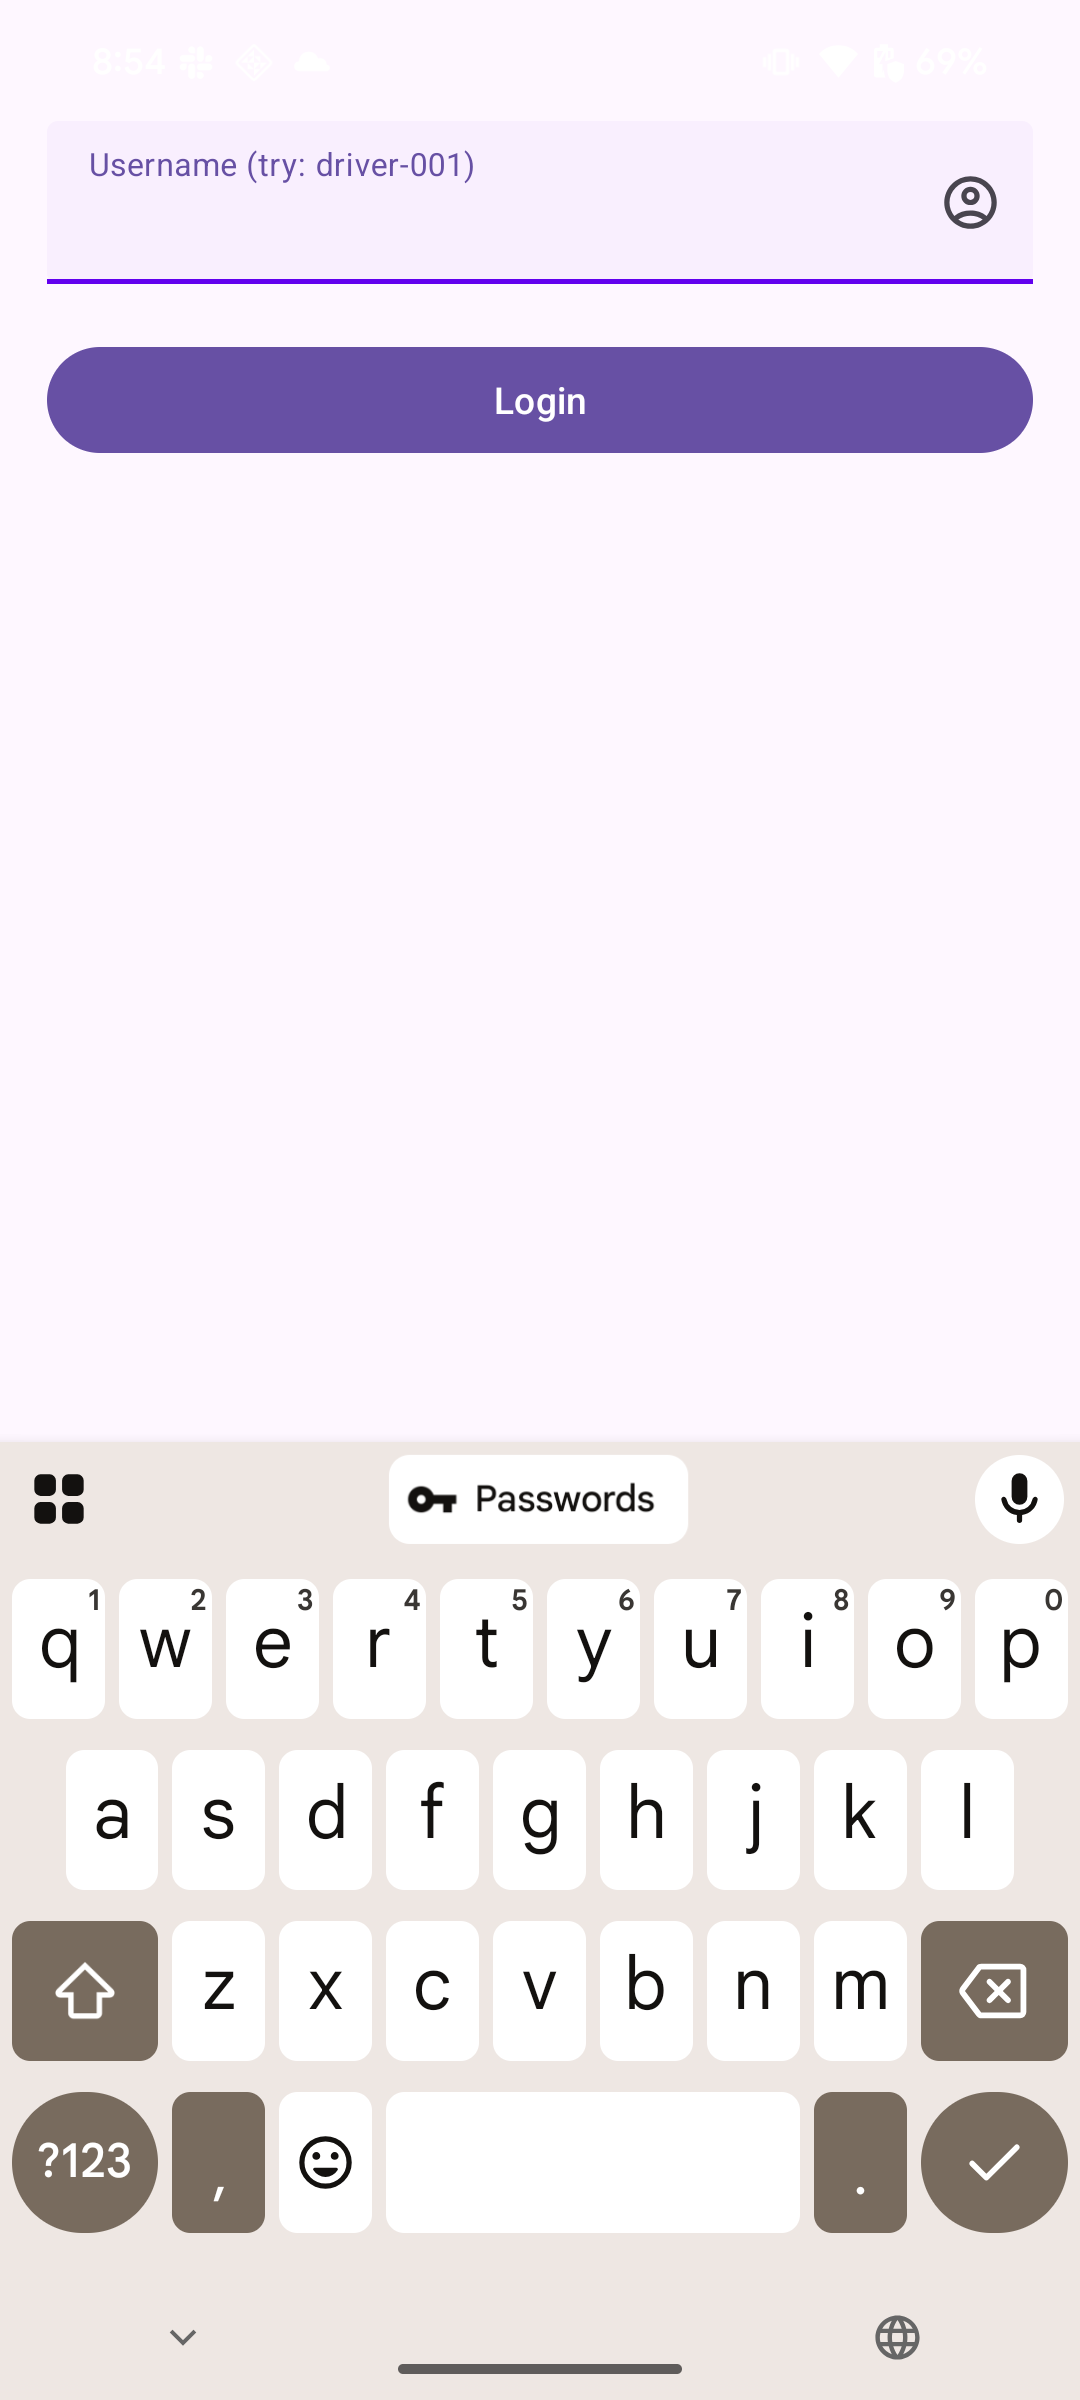 8:54 69%
Username (try: driver-001)
Login
Passwords
1 2 3 4 5 6 7 8 9 0
q w e r t y u i o p
a s d f g h j k l
z x c v b n m
?123 , .